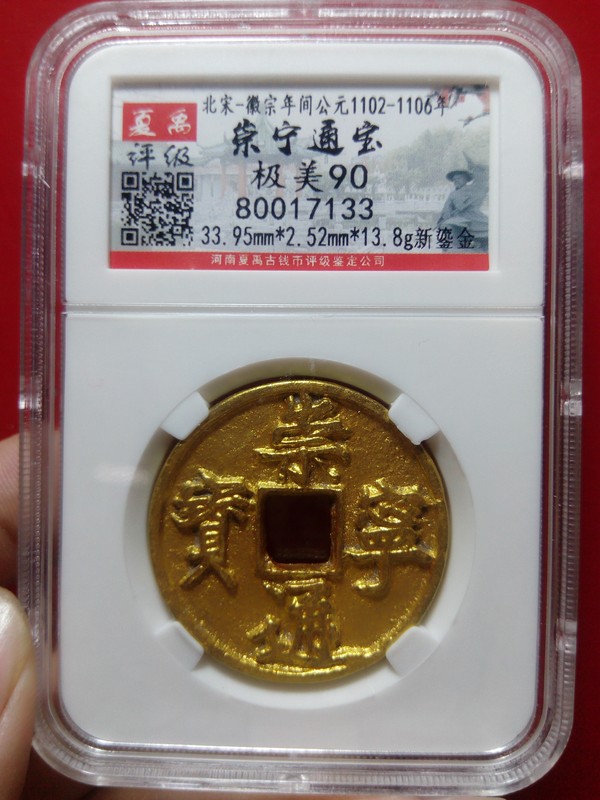 北宋-徽宗年间公元1102-1106年
夏禹
评级
崇宁通宝
极美90
80017133
33.95mm*2.52mm*13.8g新鎏金
河南夏禹古钱币评级鉴定公司
崇
寧
通
寶